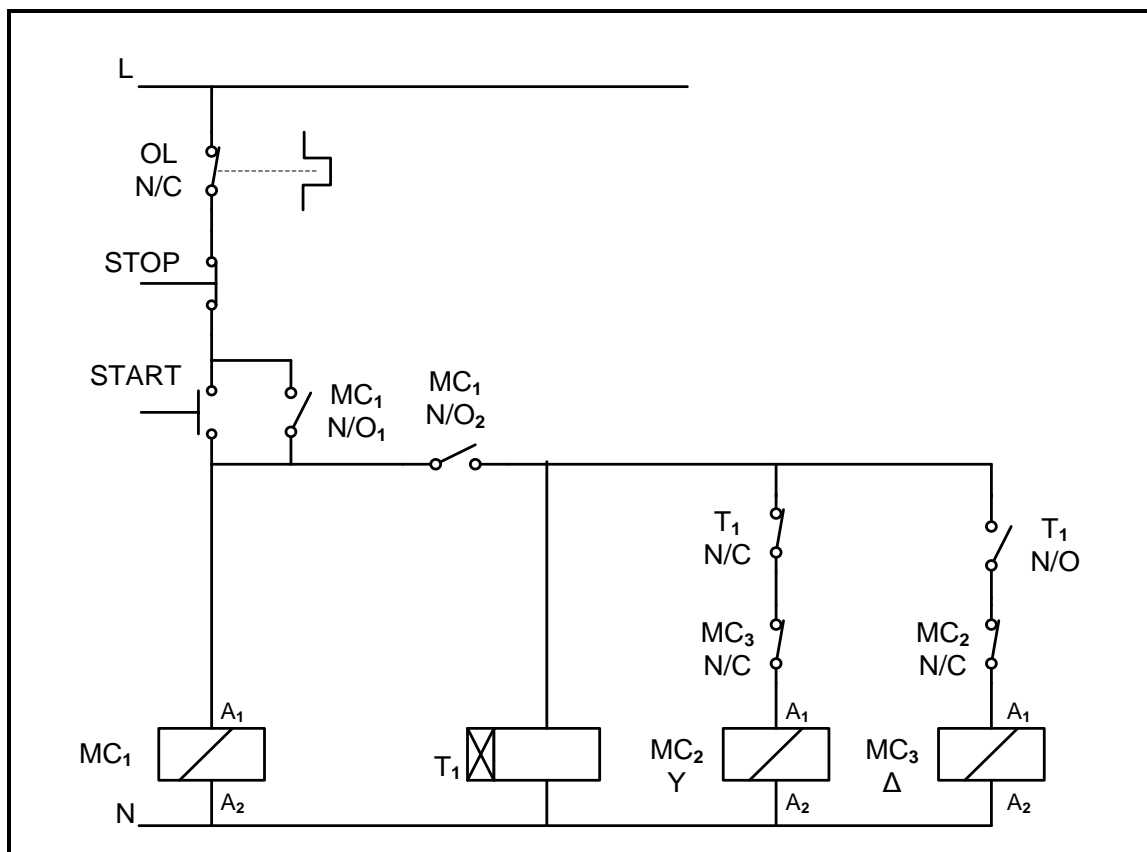 L
OL
N/C
STOP
START
MC₁
N/O₁
MC₁
N/O₂
T₁
N/C
T₁
N/O
MC₃
N/C
MC₂
N/C
A₁
A₁
A₁
MC₁
T₁
MC₂
Y
MC₃
Δ
A₂
A₂
A₂
N